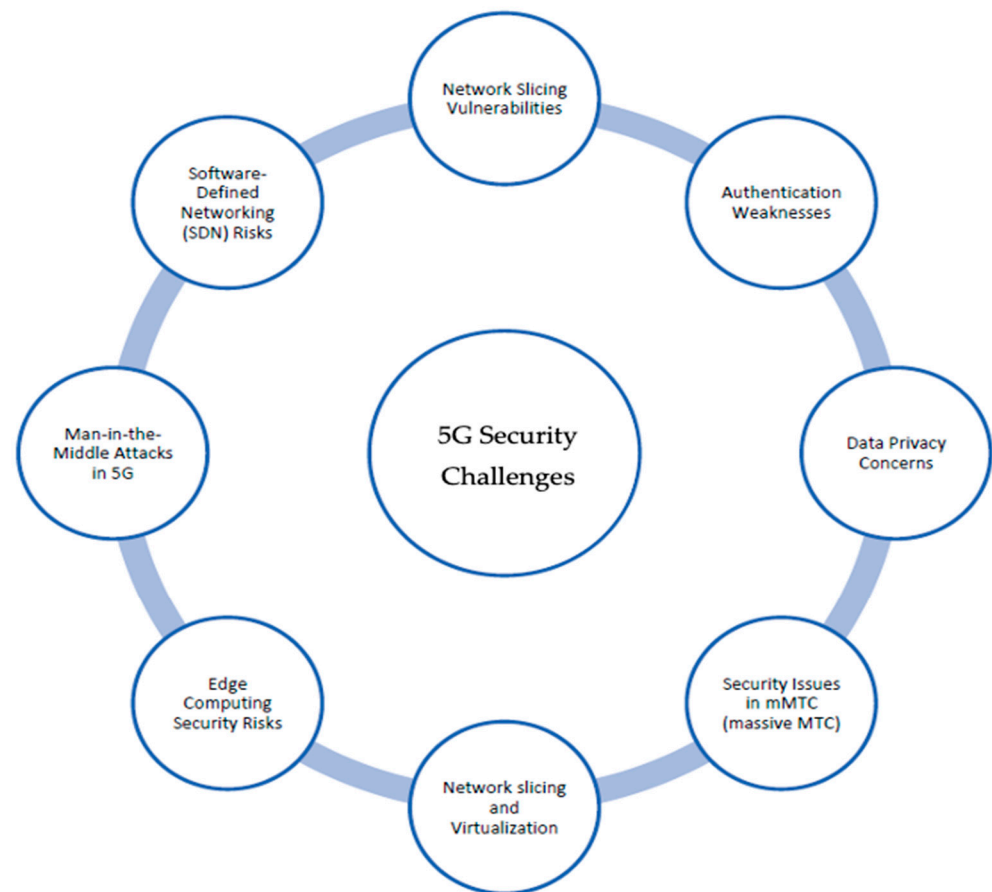 Network Slicing
Vulnerabilities
Authentication
Weaknesses
Data Privacy
Concerns
Security Issues
in mMTC
(massive MTC)
Network slicing
and
Virtualization
Edge
Computing
Security Risks
Man-in-the-
Middle Attacks
in 5G
Software-
Defined
Networking
(SDN) Risks
5G Security
Challenges